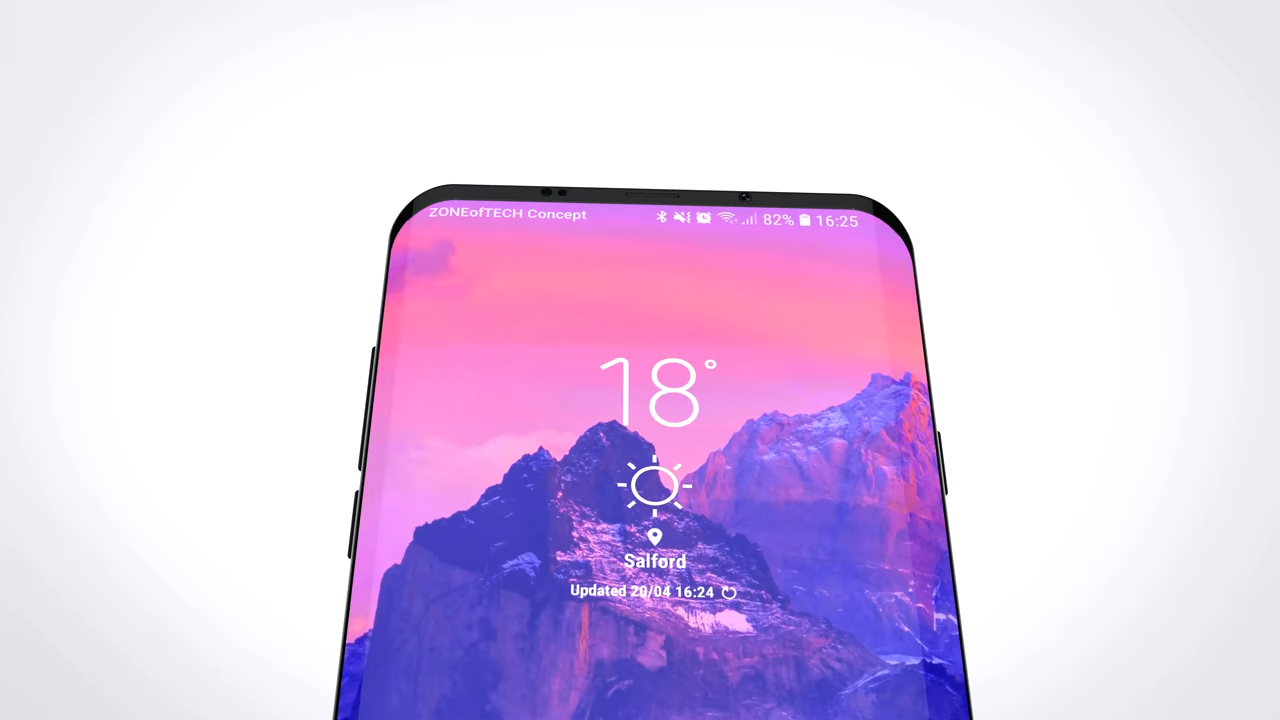 ZONEofTECH Concept
82% 16:25
18°
Salford
Updated 20/04 16:24